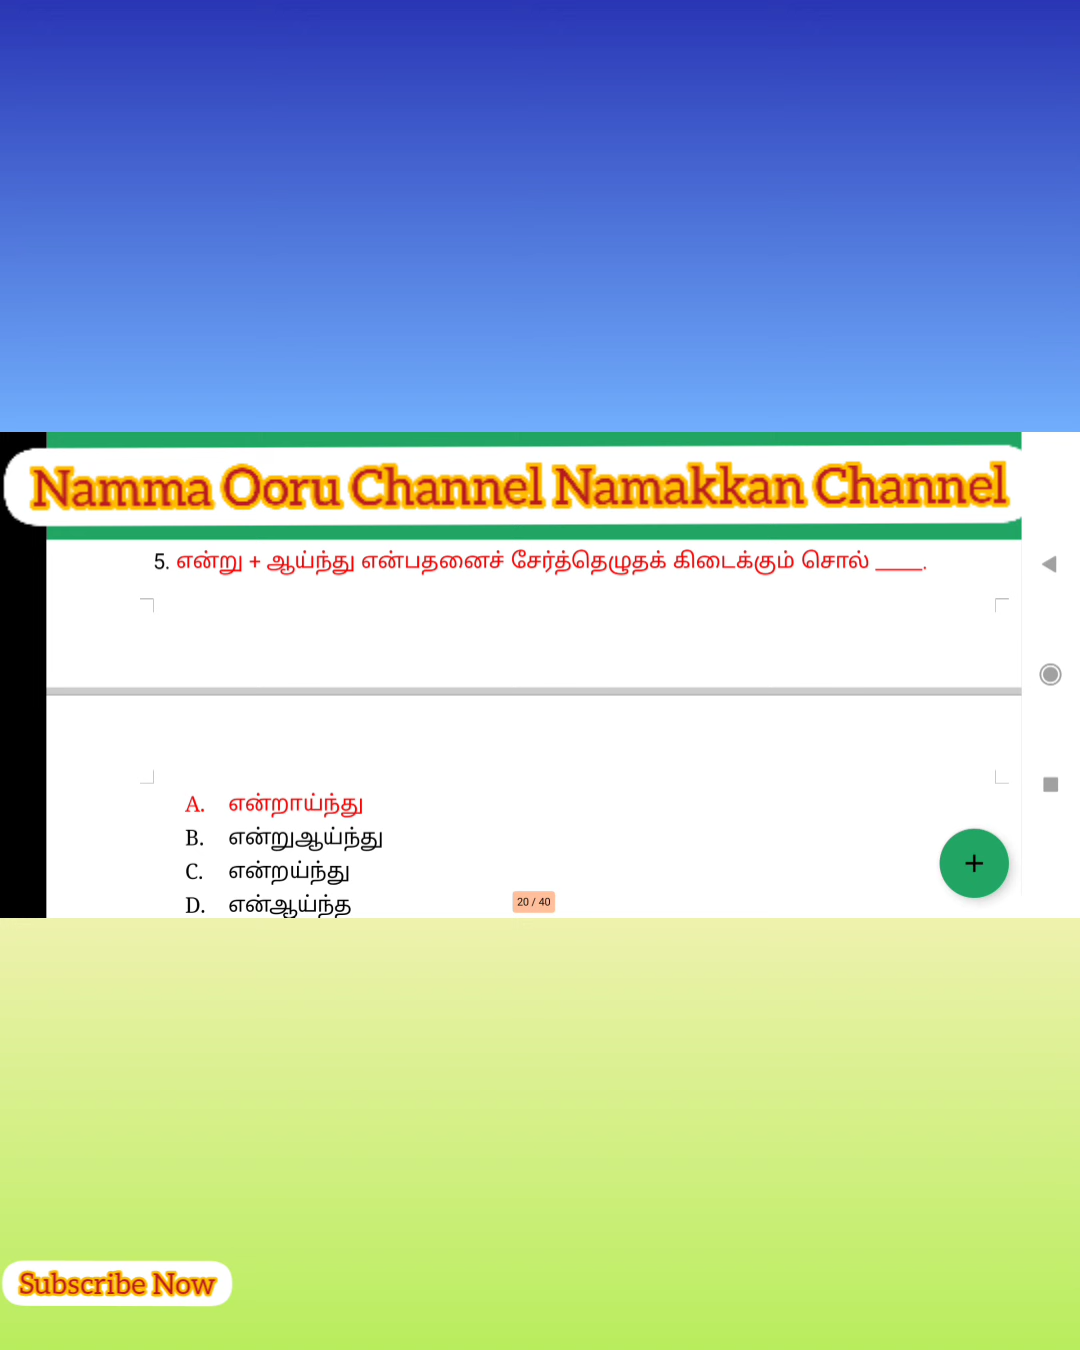 Namma Ooru Channel Namakkan Channel
5. என்று + ஆய்ந்து என்பதனைச் சேர்த்தெழுதக் கிடைக்கும் சொல் _____.
A. என்றாய்ந்து
B. என்றுஆய்ந்து
C. என்றய்ந்து
D. என்ஆய்ந்த
20 / 40
+
Subscribe Now